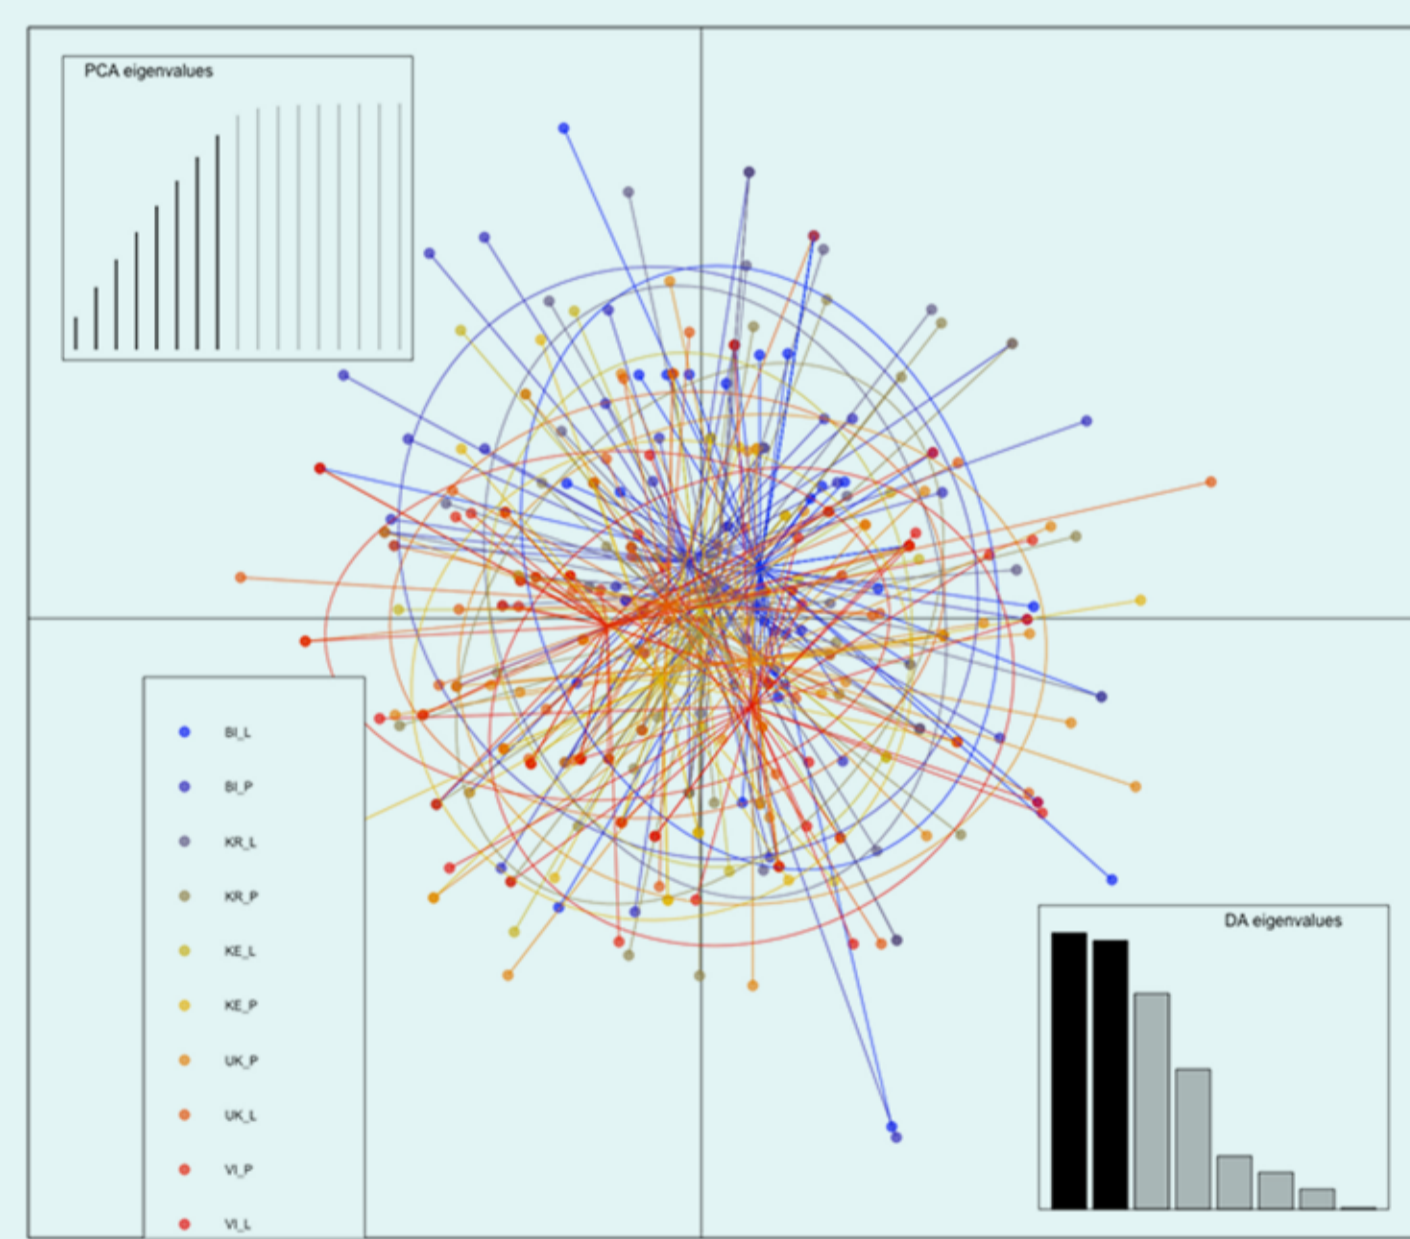 PCA eigenvalues
BI_L
BI_P
KR_L
KR_P
KE_L
KE_P
UK_P
UK_L
VI_P
VI_L
DA eigenvalues